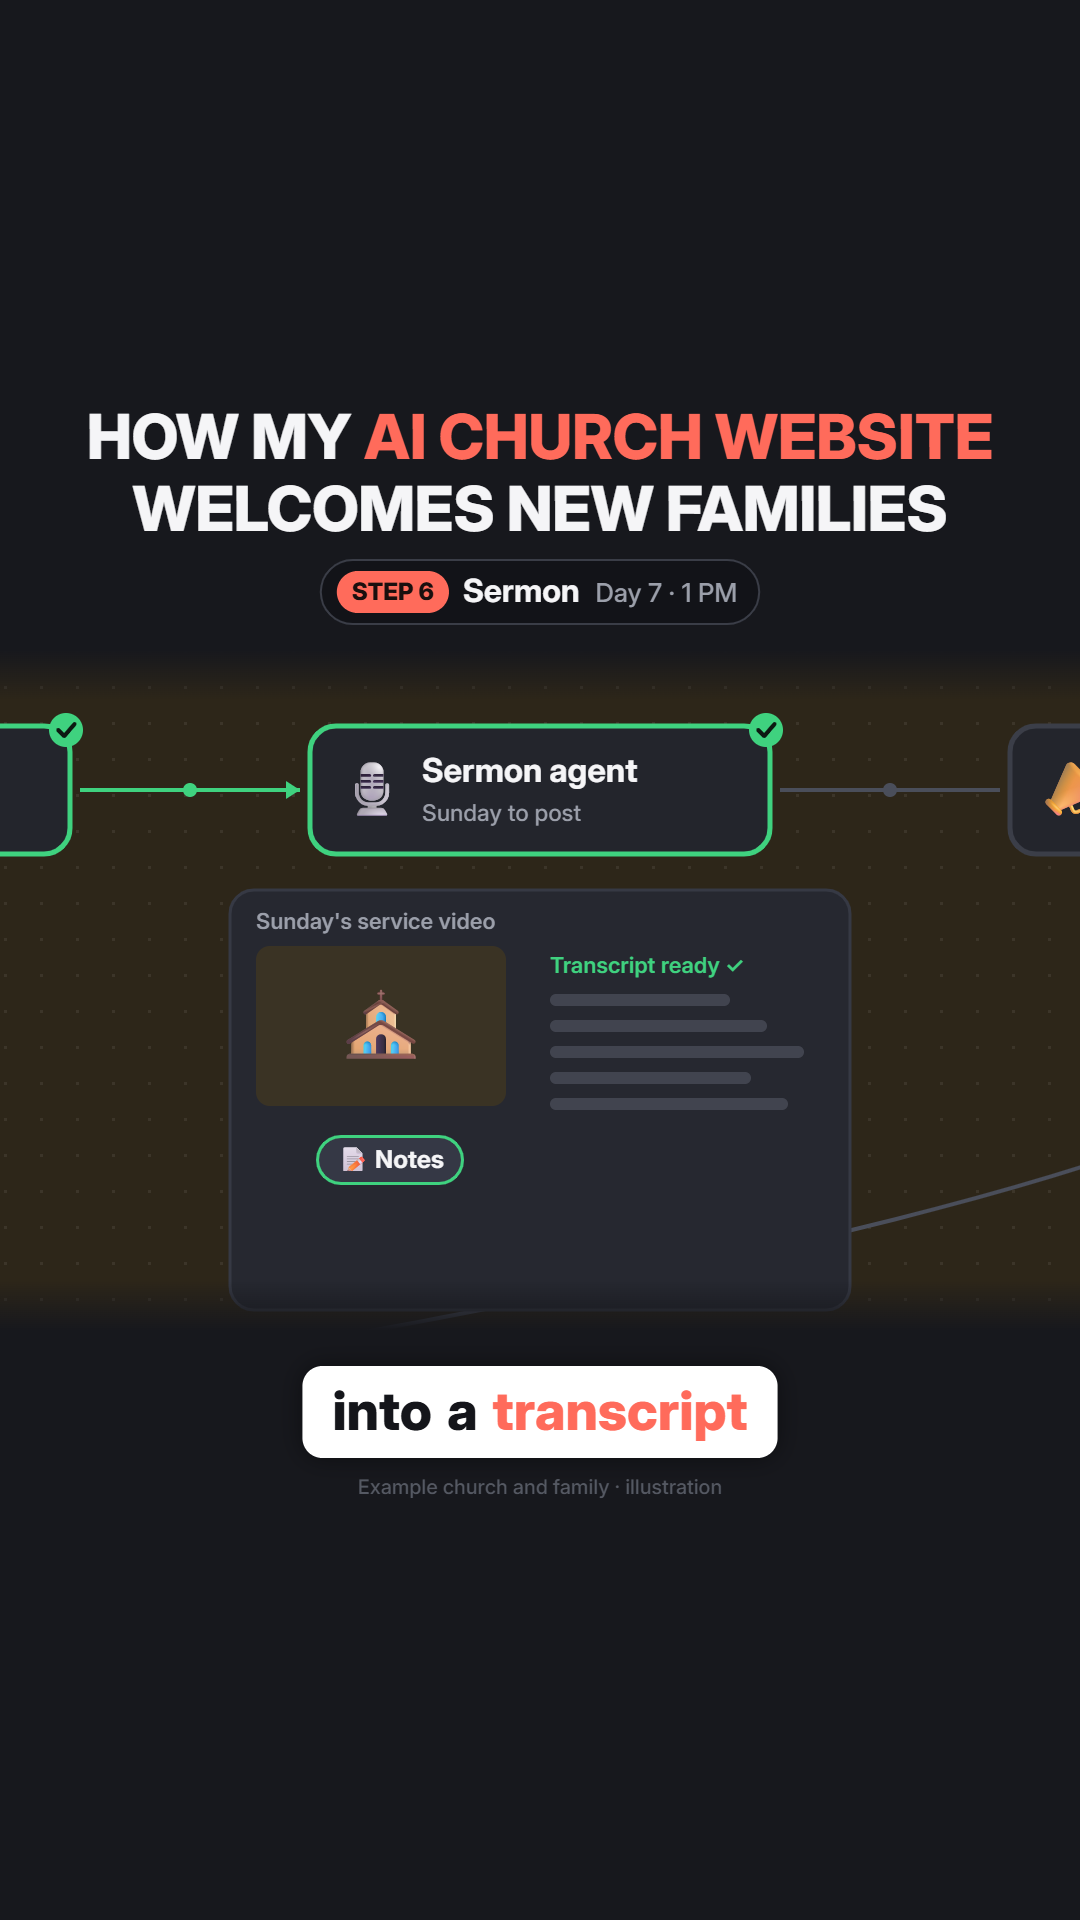 HOW MY AI CHURCH WEBSITE
WELCOMES NEW FAMILIES
STEP 6 Sermon Day 7 · 1 PM
Sermon agent
Sunday to post
Sunday's service video
Transcript ready ✓
Notes
into a transcript
Example church and family · illustration